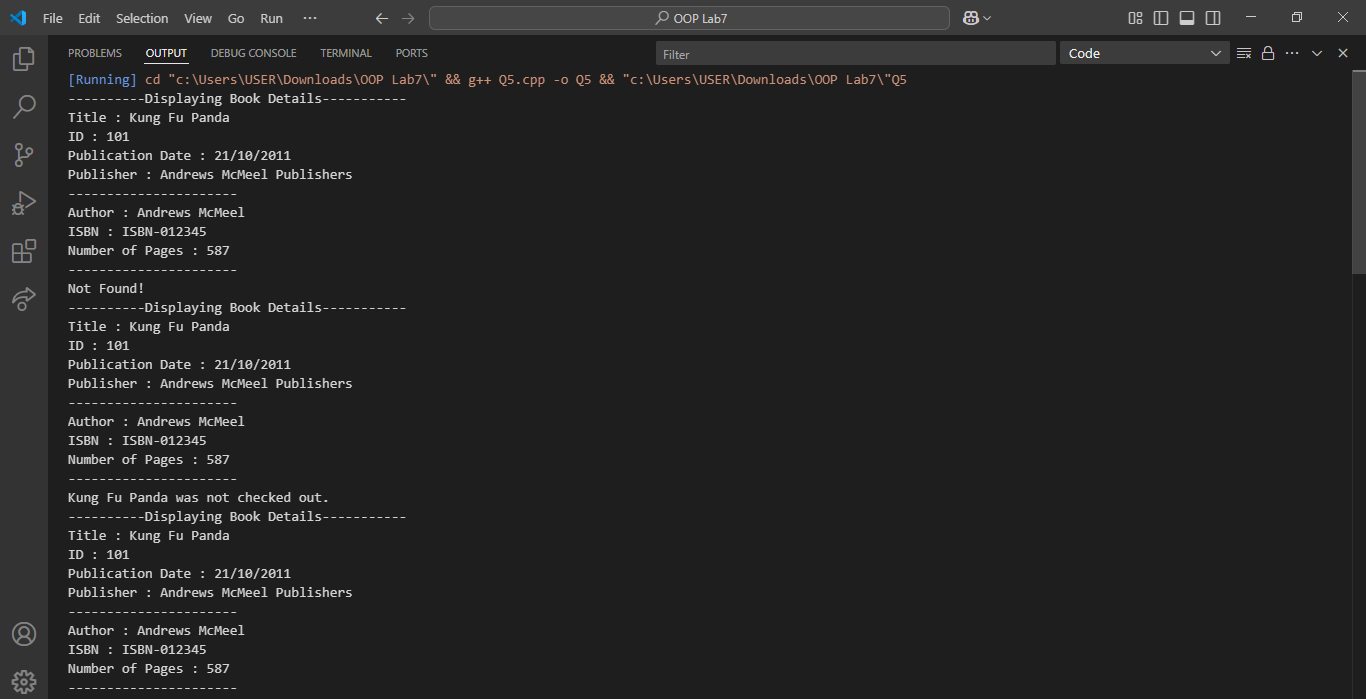 File Edit Selection View Go Run ··· OOP Lab7
PROBLEMS OUTPUT DEBUG CONSOLE TERMINAL PORTS Filter Code
[Running] cd "c:\Users\USER\Downloads\OOP Lab7\" && g++ Q5.cpp -o Q5 && "c:\Users\USER\Downloads\OOP Lab7\"Q5
----------Displaying Book Details-----------
Title : Kung Fu Panda
ID : 101
Publication Date : 21/10/2011
Publisher : Andrews McMeel Publishers
----------------------
Author : Andrews McMeel
ISBN : ISBN-012345
Number of Pages : 587
----------------------
Not Found!
----------Displaying Book Details-----------
Title : Kung Fu Panda
ID : 101
Publication Date : 21/10/2011
Publisher : Andrews McMeel Publishers
----------------------
Author : Andrews McMeel
ISBN : ISBN-012345
Number of Pages : 587
----------------------
Kung Fu Panda was not checked out.
----------Displaying Book Details-----------
Title : Kung Fu Panda
ID : 101
Publication Date : 21/10/2011
Publisher : Andrews McMeel Publishers
----------------------
Author : Andrews McMeel
ISBN : ISBN-012345
Number of Pages : 587
----------------------